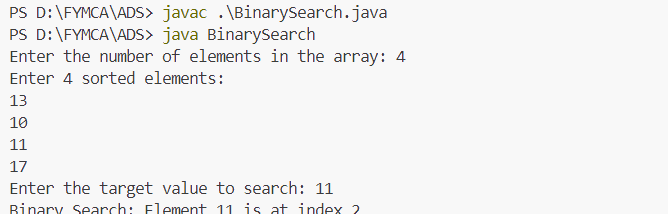 PS D:\FYMCA\ADS> javac .\BinarySearch.java
PS D:\FYMCA\ADS> java BinarySearch
Enter the number of elements in the array: 4
Enter 4 sorted elements:
13
10
11
17
Enter the target value to search: 11
Binary Search: Element 11 is at index 2